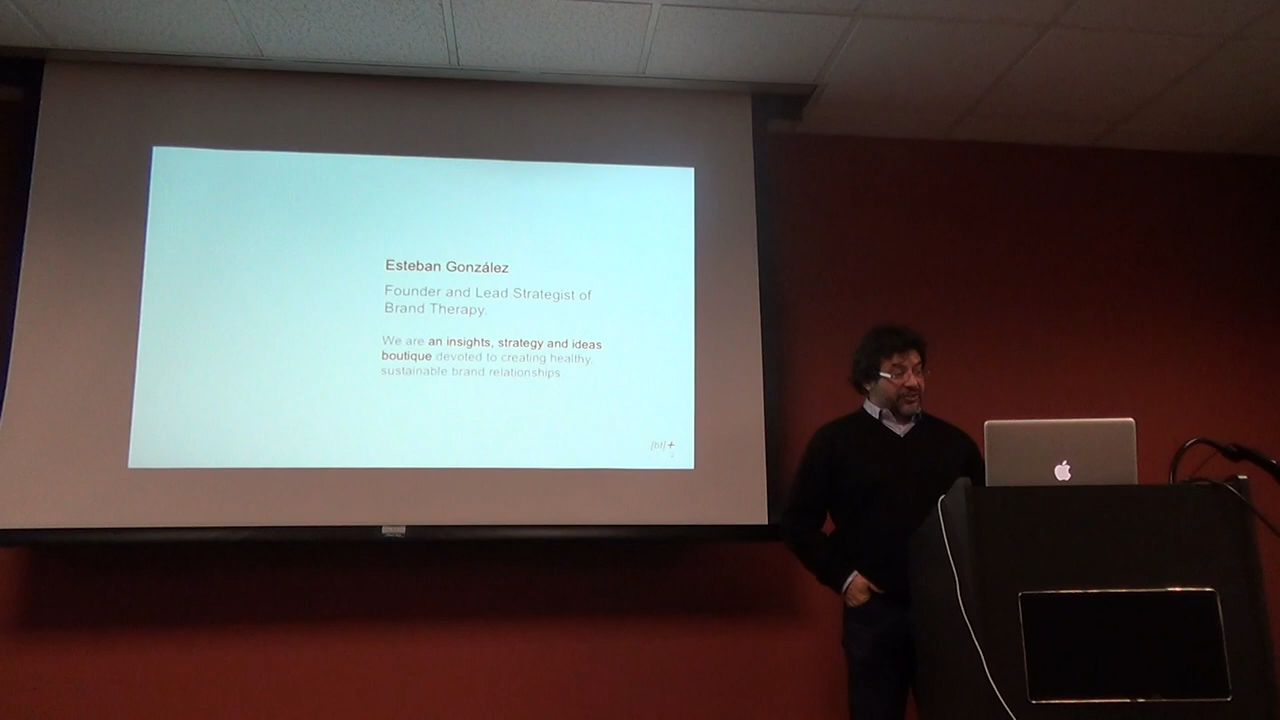 Esteban González
Founder and Lead Strategist of
Brand Therapy.
We are an insights, strategy and ideas
boutique devoted to creating healthy,
sustainable brand relationships.
/bt/+